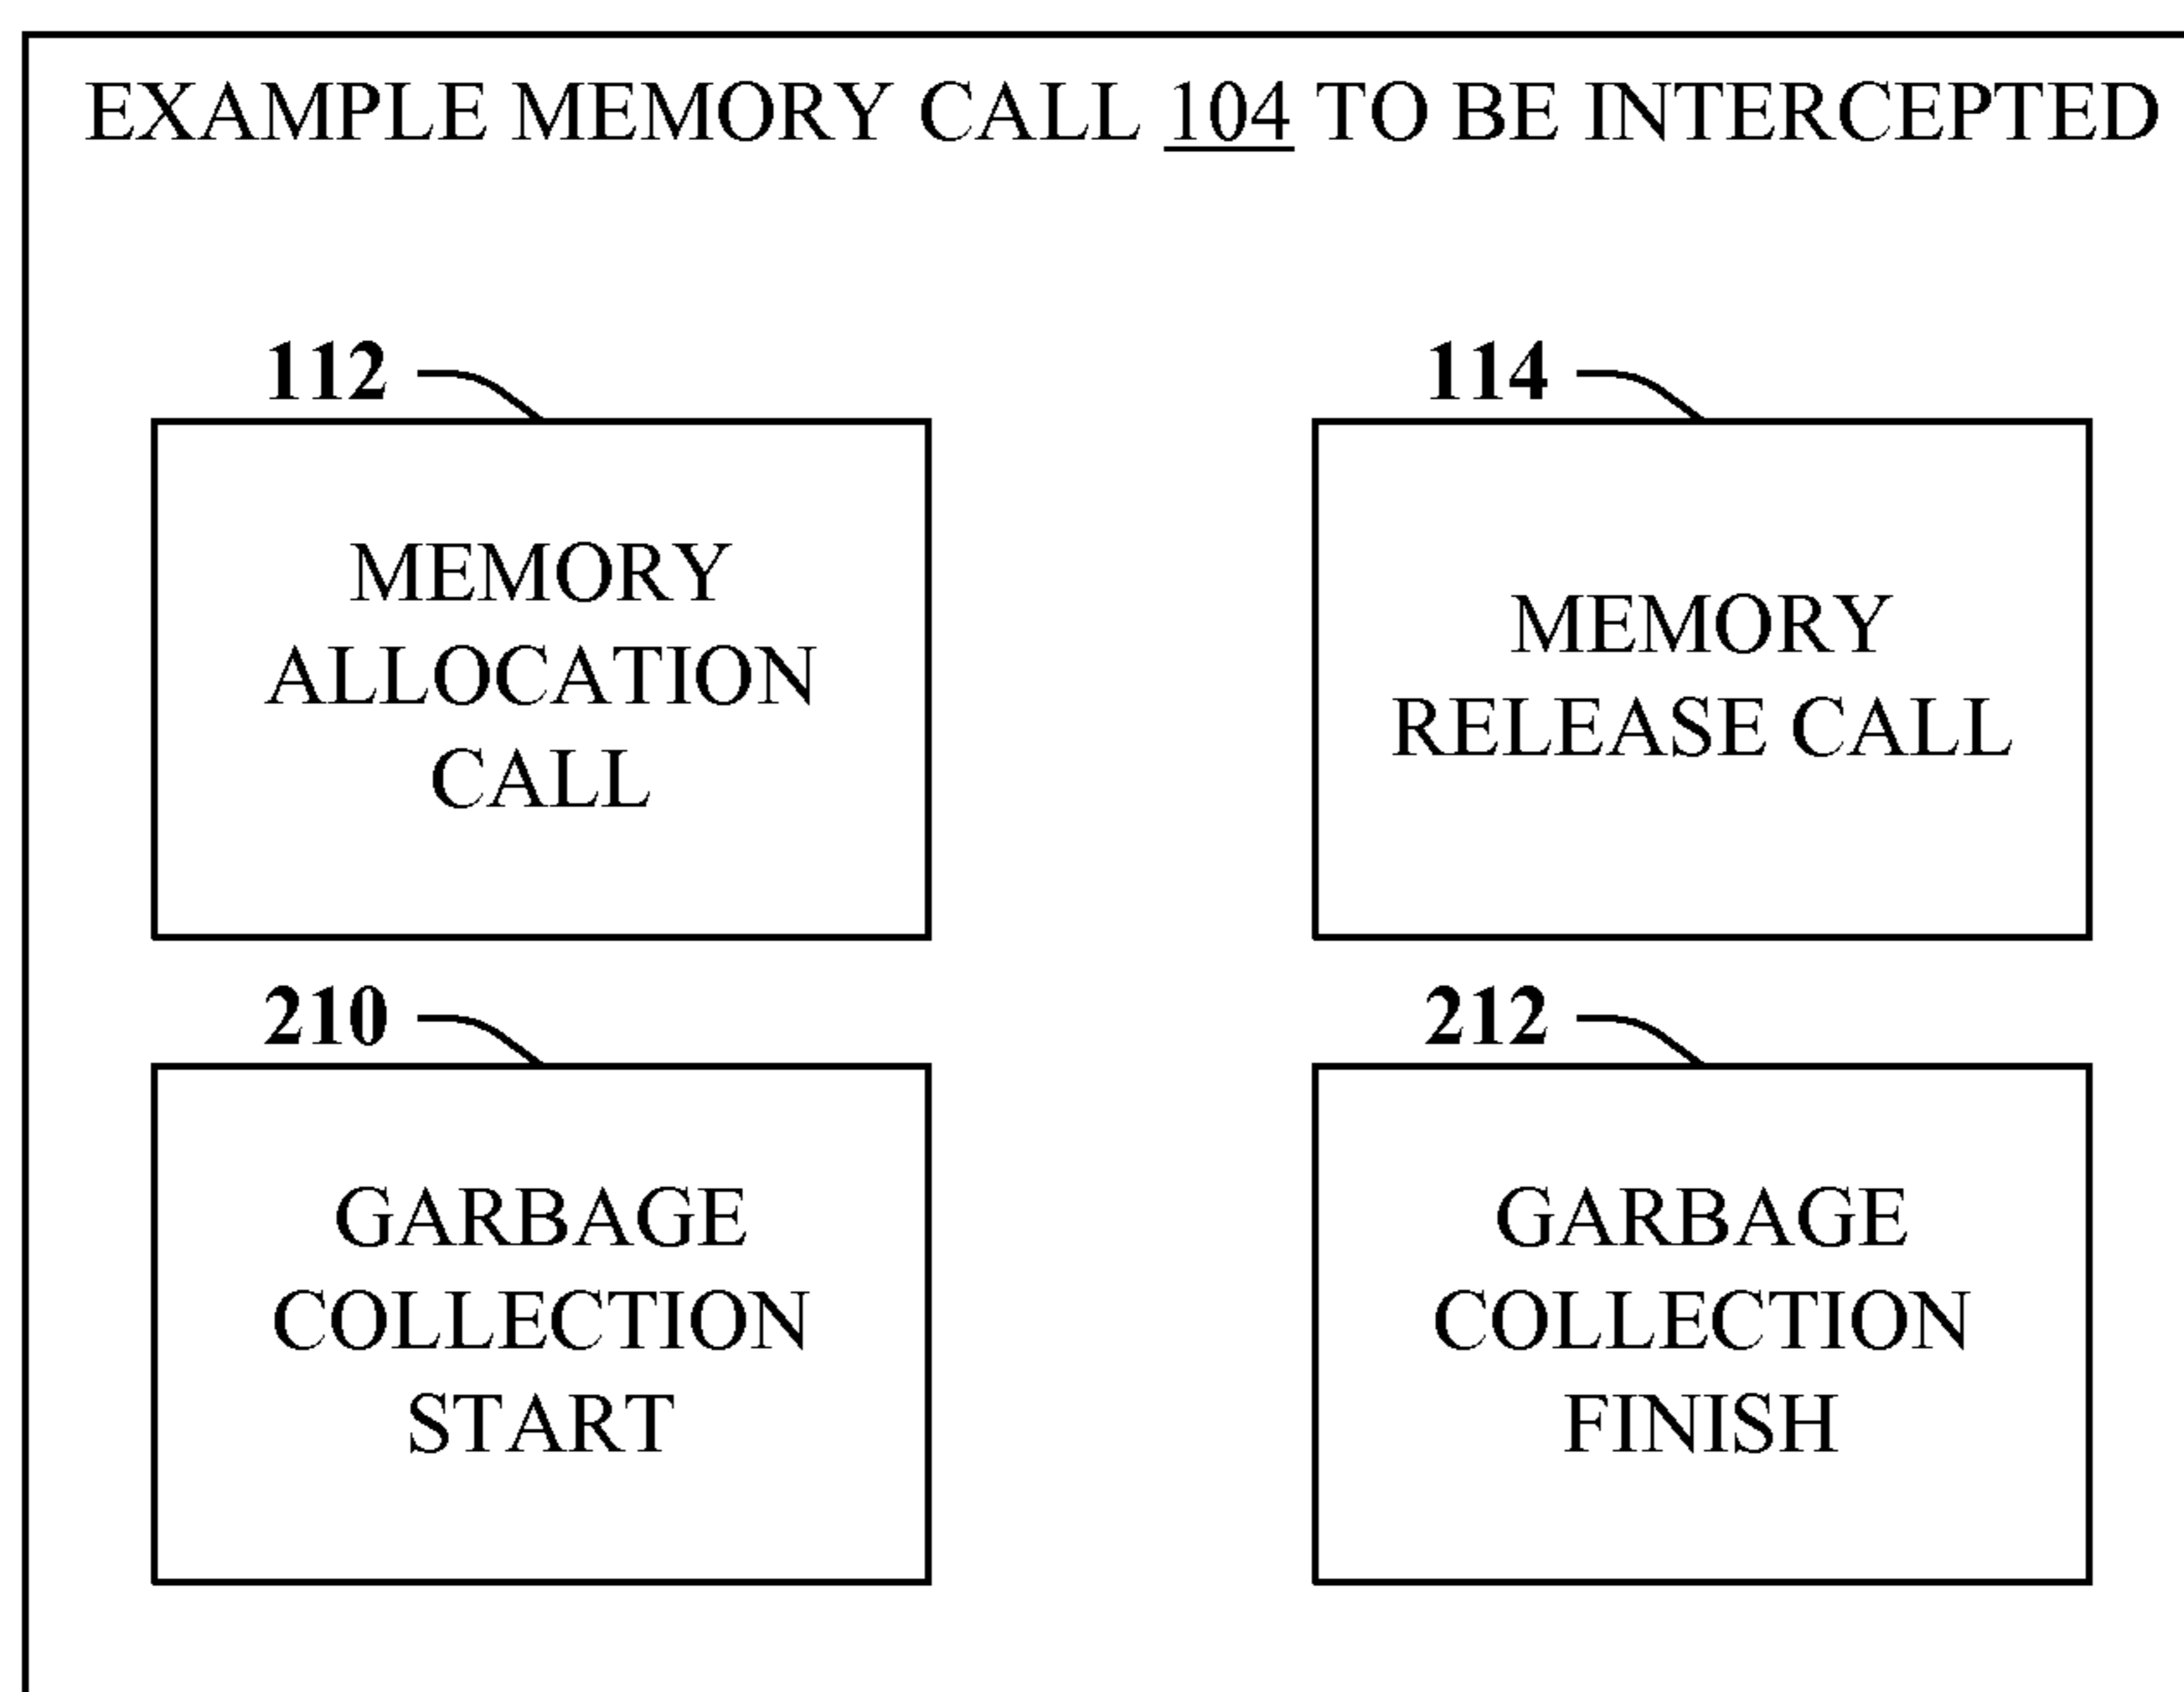 EXAMPLE MEMORY CALL 104 TO BE INTERCEPTED
112
MEMORY
ALLOCATION
CALL
114
MEMORY
RELEASE CALL
210
GARBAGE
COLLECTION
START
212
GARBAGE
COLLECTION
FINISH